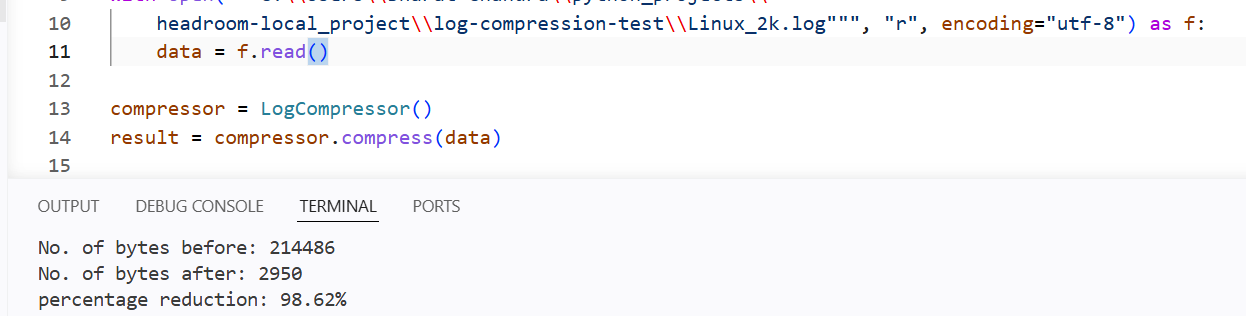 10 headroom-local_project\\log-compression-test\\Linux_2k.log""", "r", encoding="utf-8") as f:
11 data = f.read()
12
13 compressor = LogCompressor()
14 result = compressor.compress(data)
15
OUTPUT DEBUG CONSOLE TERMINAL PORTS
No. of bytes before: 214486
No. of bytes after: 2950
percentage reduction: 98.62%